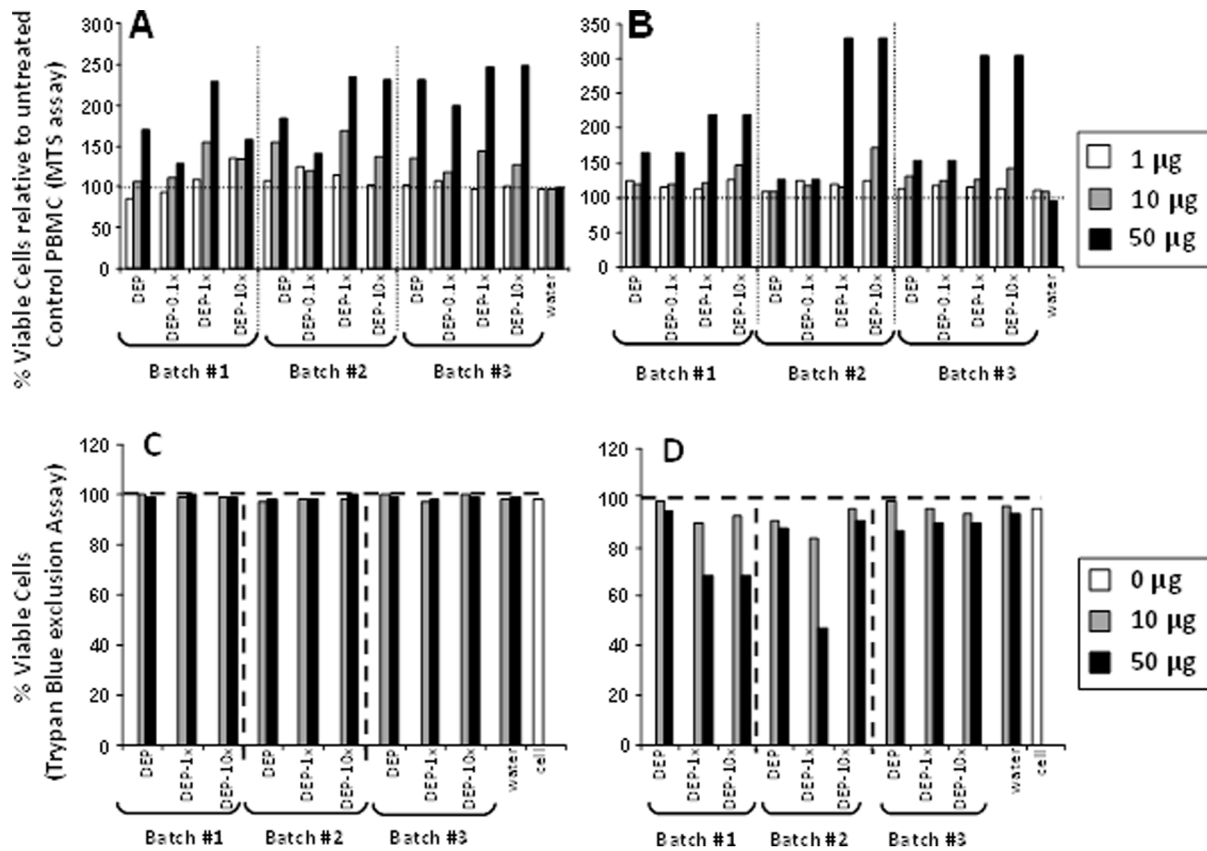 % Viable Cells relative to untreated
Control PBMC (MTS assay)
A
300
250
200
150
100
50
0
DEP
DEP-0.1x
DEP-1x
DEP-10x
DEP
DEP-0.1x
DEP-1x
DEP-10x
DEP
DEP-0.1x
DEP-1x
DEP-10x
water
Batch #1
Batch #2
Batch #3
B
350
300
250
200
150
100
50
0
DEP
DEP-0.1x
DEP-1x
DEP-10x
DEP
DEP-0.1x
DEP-1x
DEP-10x
DEP
DEP-0.1x
DEP-1x
DEP-10x
water
Batch #1
Batch #2
Batch #3
1 µg
10 µg
50 µg
% Viable Cells
(Trypan Blue exclusion Assay)
C
120
100
80
60
40
20
0
DEP
DEP-1x
DEP-10x
DEP
DEP-1x
DEP-10x
DEP
DEP-1x
DEP-10x
water
cell
Batch #1
Batch #2
Batch #3
D
120
100
80
60
40
20
0
DEP
DEP-1x
DEP-10x
DEP
DEP-1x
DEP-10x
DEP
DEP-1x
DEP-10x
water
cell
Batch #1
Batch #2
Batch #3
0 µg
10 µg
50 µg